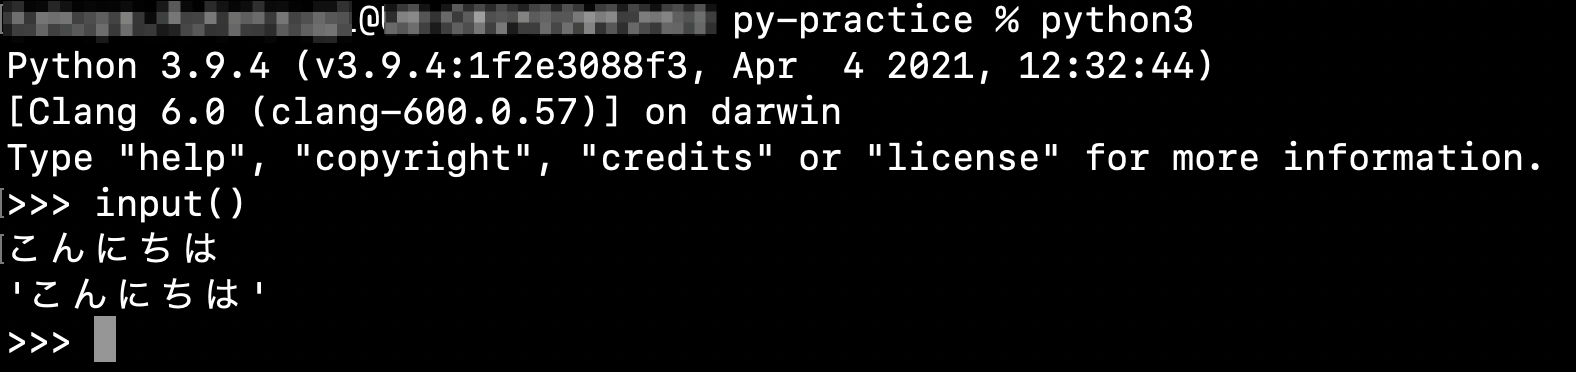 @ py-practice % python3
Python 3.9.4 (v3.9.4:1f2e3088f3, Apr  4 2021, 12:32:44)
[Clang 6.0 (clang-600.0.57)] on darwin
Type "help", "copyright", "credits" or "license" for more information.
>>> input()
こんにちは
'こんにちは'
>>>